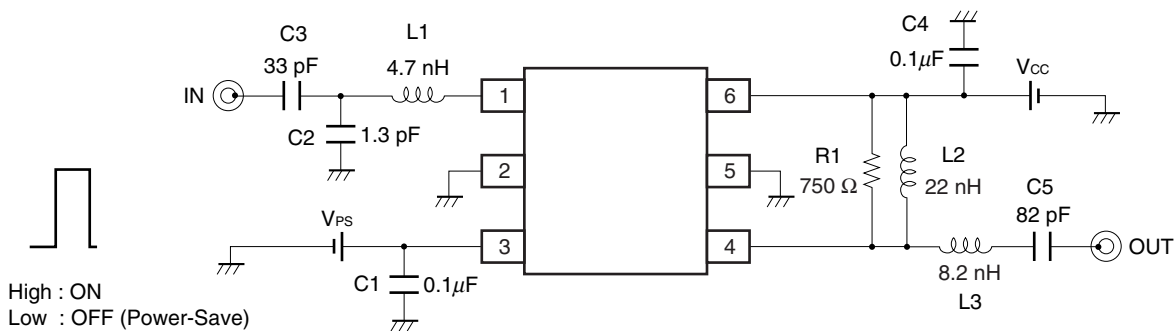 C3
33 pF
L1
4.7 nH
IN
C2
1.3 pF
1
2
3
6
5
4
C4
0.1μF
VCC
R1
750 Ω
L2
22 nH
C5
82 pF
OUT
8.2 nH
L3
VPS
C1
0.1μF
High : ON
Low : OFF (Power-Save)